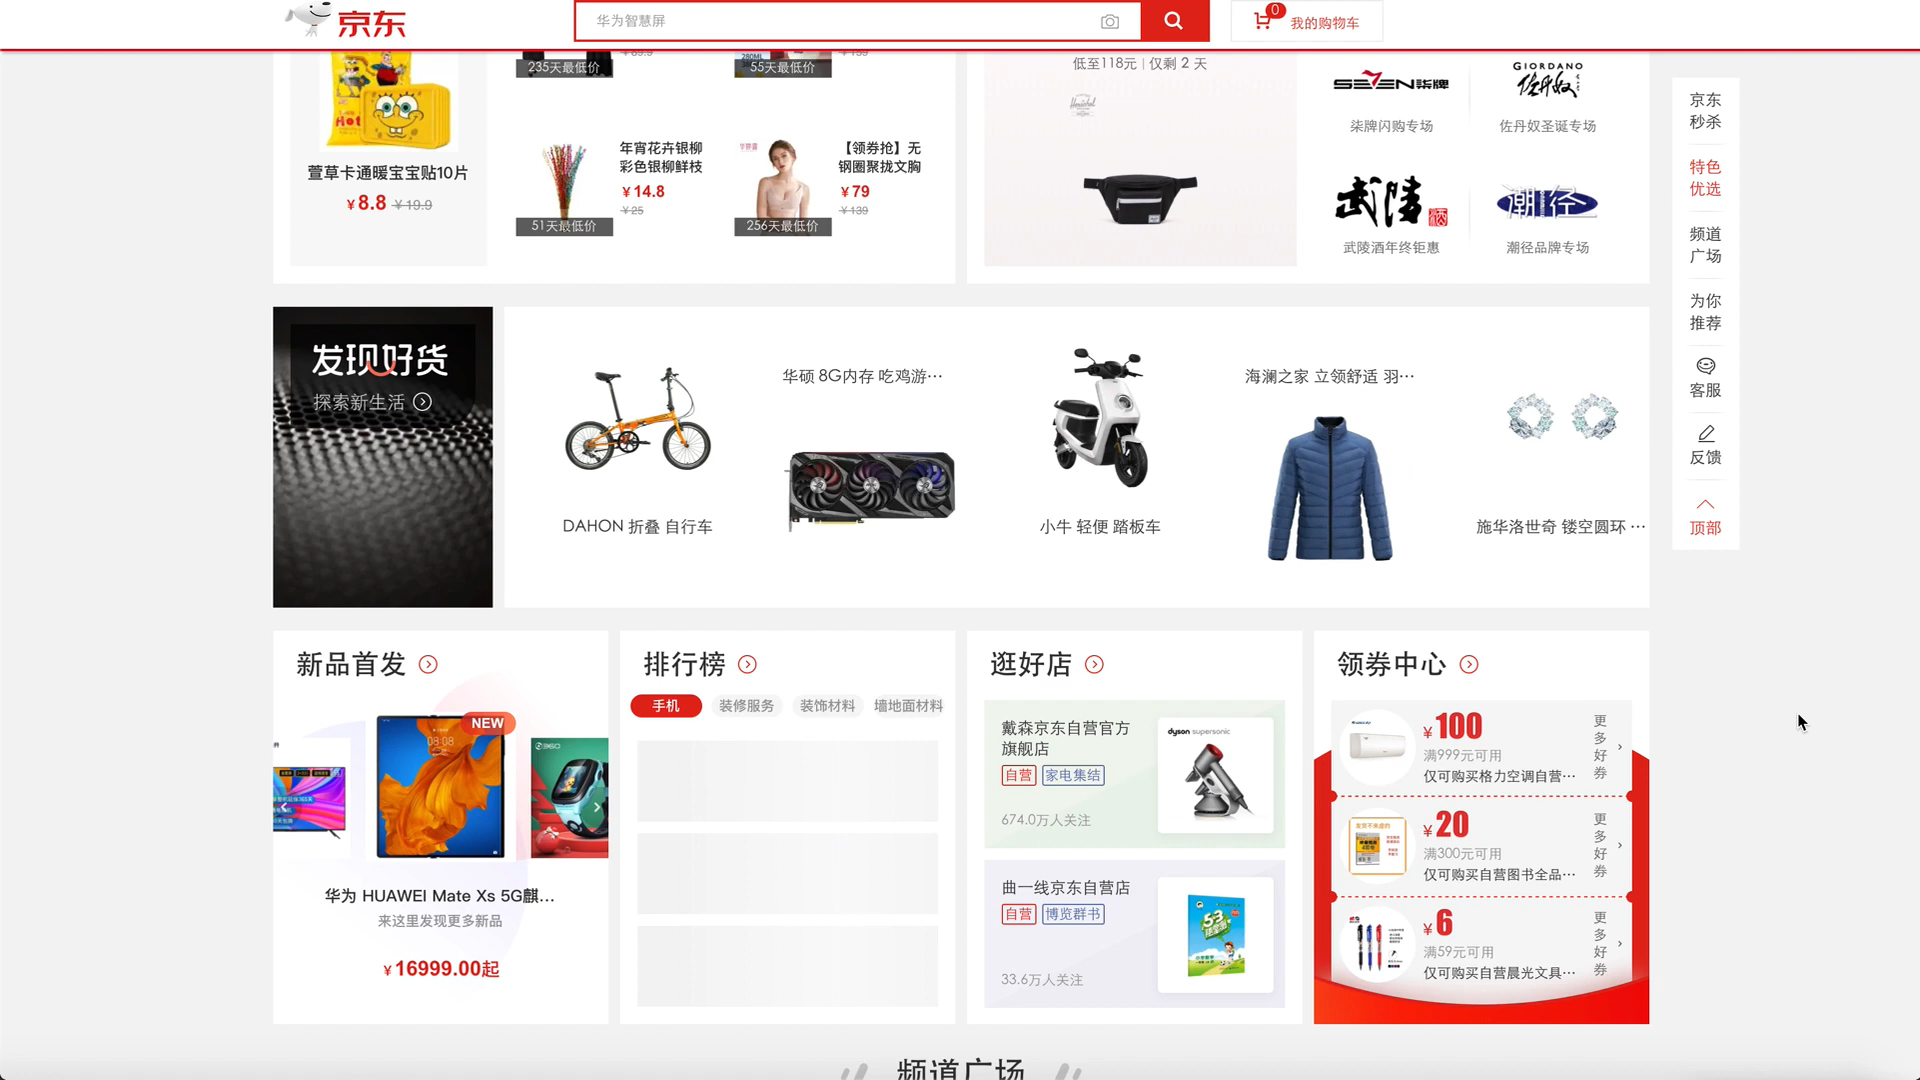 京东
华为智慧屏
0
我的购物车
235天最低价
55天最低价
Hot
萱草卡通暖宝宝贴10片
¥8.8 ¥19.9
年宵花卉银柳
彩色银柳鲜枝
¥14.8
¥25
51天最低价
【领券抢】无
钢圈聚拢文胸
¥79
¥139
256天最低价
低至118元 | 仅剩 2 天
Herschel
SEVEN柒牌
柒牌闪购专场
GIORDANO
佐丹奴
佐丹奴圣诞专场
武陵酒
武陵酒年终钜惠
潮径
潮径品牌专场
京东
秒杀
特色
优选
频道
广场
为你
推荐
客服
反馈
顶部
发现好货
探索新生活
DAHON 折叠 自行车
华硕 8G内存 吃鸡游…
小牛 轻便 踏板车
海澜之家 立领舒适 羽…
施华洛世奇 镂空圆环 …
新品首发
NEW
08:08
360
华为 HUAWEI Mate Xs 5G麒...
来这里发现更多新品
¥16999.00起
排行榜
手机 装修服务 装饰材料 墙地面材料
逛好店
戴森京东自营官方
旗舰店
自营 家电集结
674.0万人关注
dyson supersonic
曲一线京东自营店
自营 博览群书
33.6万人关注
53
领券中心
¥100
满999元可用
仅可购买格力空调自营…
更多好券
¥20
满300元可用
仅可购买自营图书全品…
更多好券
¥6
满59元可用
仅可购买自营晨光文具…
更多好券
频道广场